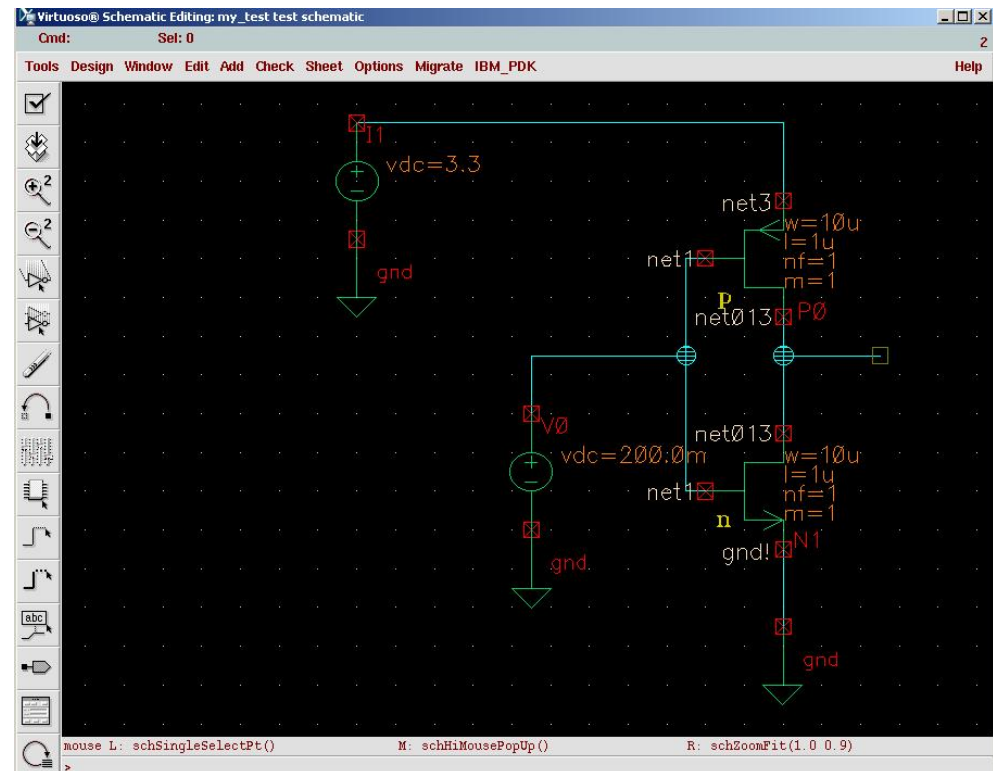 Virtuoso® Schematic Editing: my_test test schematic
Cmd: Sel: 0
2
Tools Design Window Edit Add Check Sheet Options Migrate IBM_PDK Help
I1
vdc=3.3
gnd
net3
w=10u
l=1u
nf=1
m=1
net1
p
net013
P0
V0
vdc=200.0m
gnd
net013
w=10u
l=1u
nf=1
m=1
net1
n
gnd!
N1
gnd
abc
mouse L: schSingleSelectPt() M: schHiMousePopUp() R: schZoomFit(1.0 0.9)
>